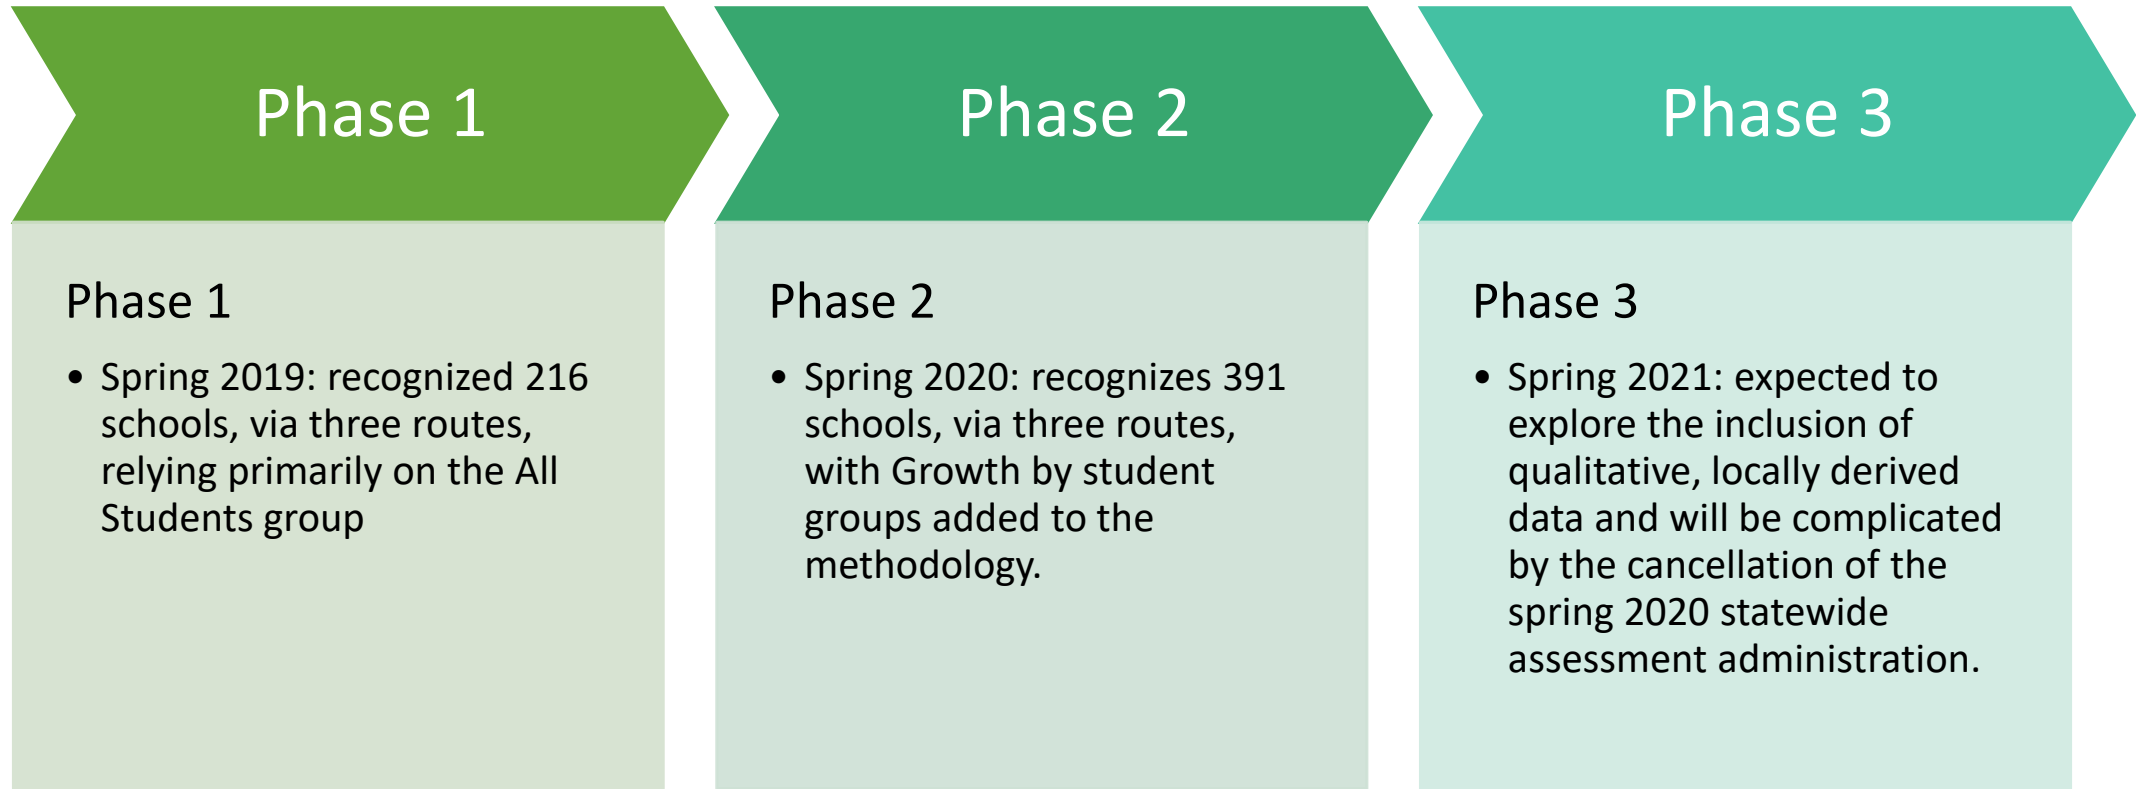 Phase 1
Phase 2
Phase 3
Phase 1
• Spring 2019: recognized 216
schools, via three routes,
relying primarily on the All
Students group
Phase 2
• Spring 2020: recognizes 391
schools, via three routes,
with Growth by student
groups added to the
methodology.
Phase 3
• Spring 2021: expected to
explore the inclusion of
qualitative, locally derived
data and will be complicated
by the cancellation of the
spring 2020 statewide
assessment administration.